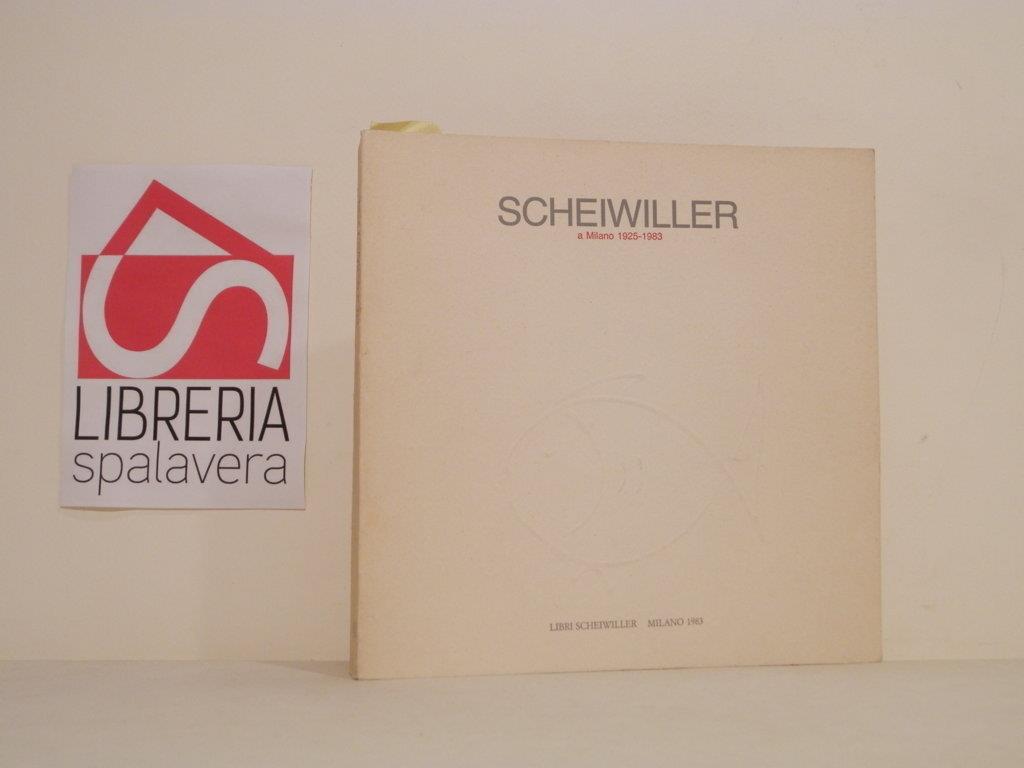 LIBRERIA
spalavera
SCHEIWILLER
a Milano 1925-1983
LIBRI SCHEIWILLER MILANO 1983